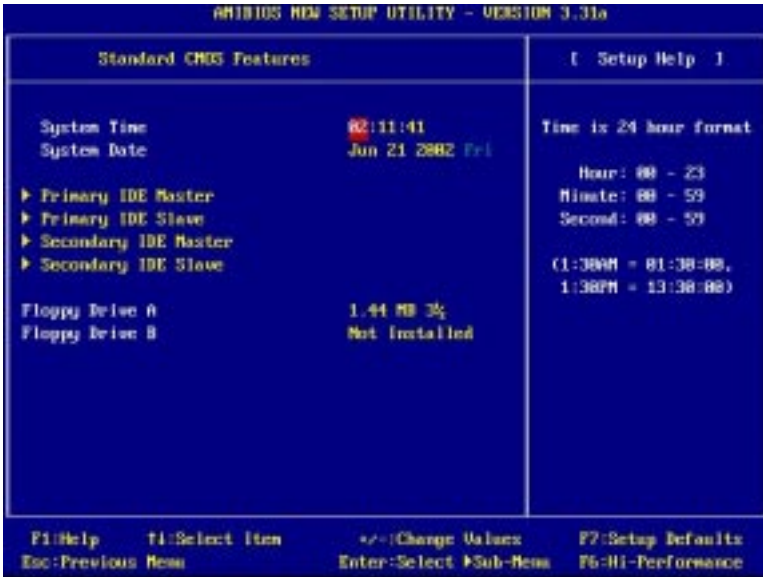 AMIBIOS NEW SETUP UTILITY - VERSION 3.31a
Standard CMOS Features
[ Setup Help ]
System Time 02:11:41
System Date Jun 21 2002 Fri
▶ Primary IDE Master
▶ Primary IDE Slave
▶ Secondary IDE Master
▶ Secondary IDE Slave
Floppy Drive A 1.44 MB 3½
Floppy Drive B Not Installed
Time is 24 hour format
Hour: 00 - 23
Minute: 00 - 59
Second: 00 - 59
(1:30AM = 01:30:00,
1:30PM = 13:30:00)
F1:Help ↑↓:Select Item +/-:Change Values F7:Setup Defaults
Esc:Previous Menu Enter:Select ▶Sub-Menu F6:Hi-Performance